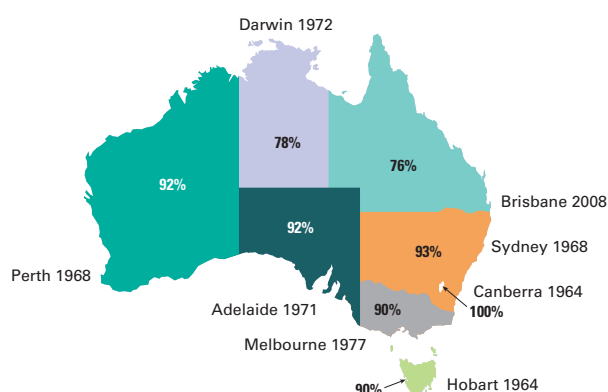 Darwin 1972
78%
76%
92%
92%
93%
Brisbane 2008
Sydney 1968
Perth 1968
Canberra 1964
100%
Adelaide 1971
90%
Melbourne 1977
90%
Hobart 1964